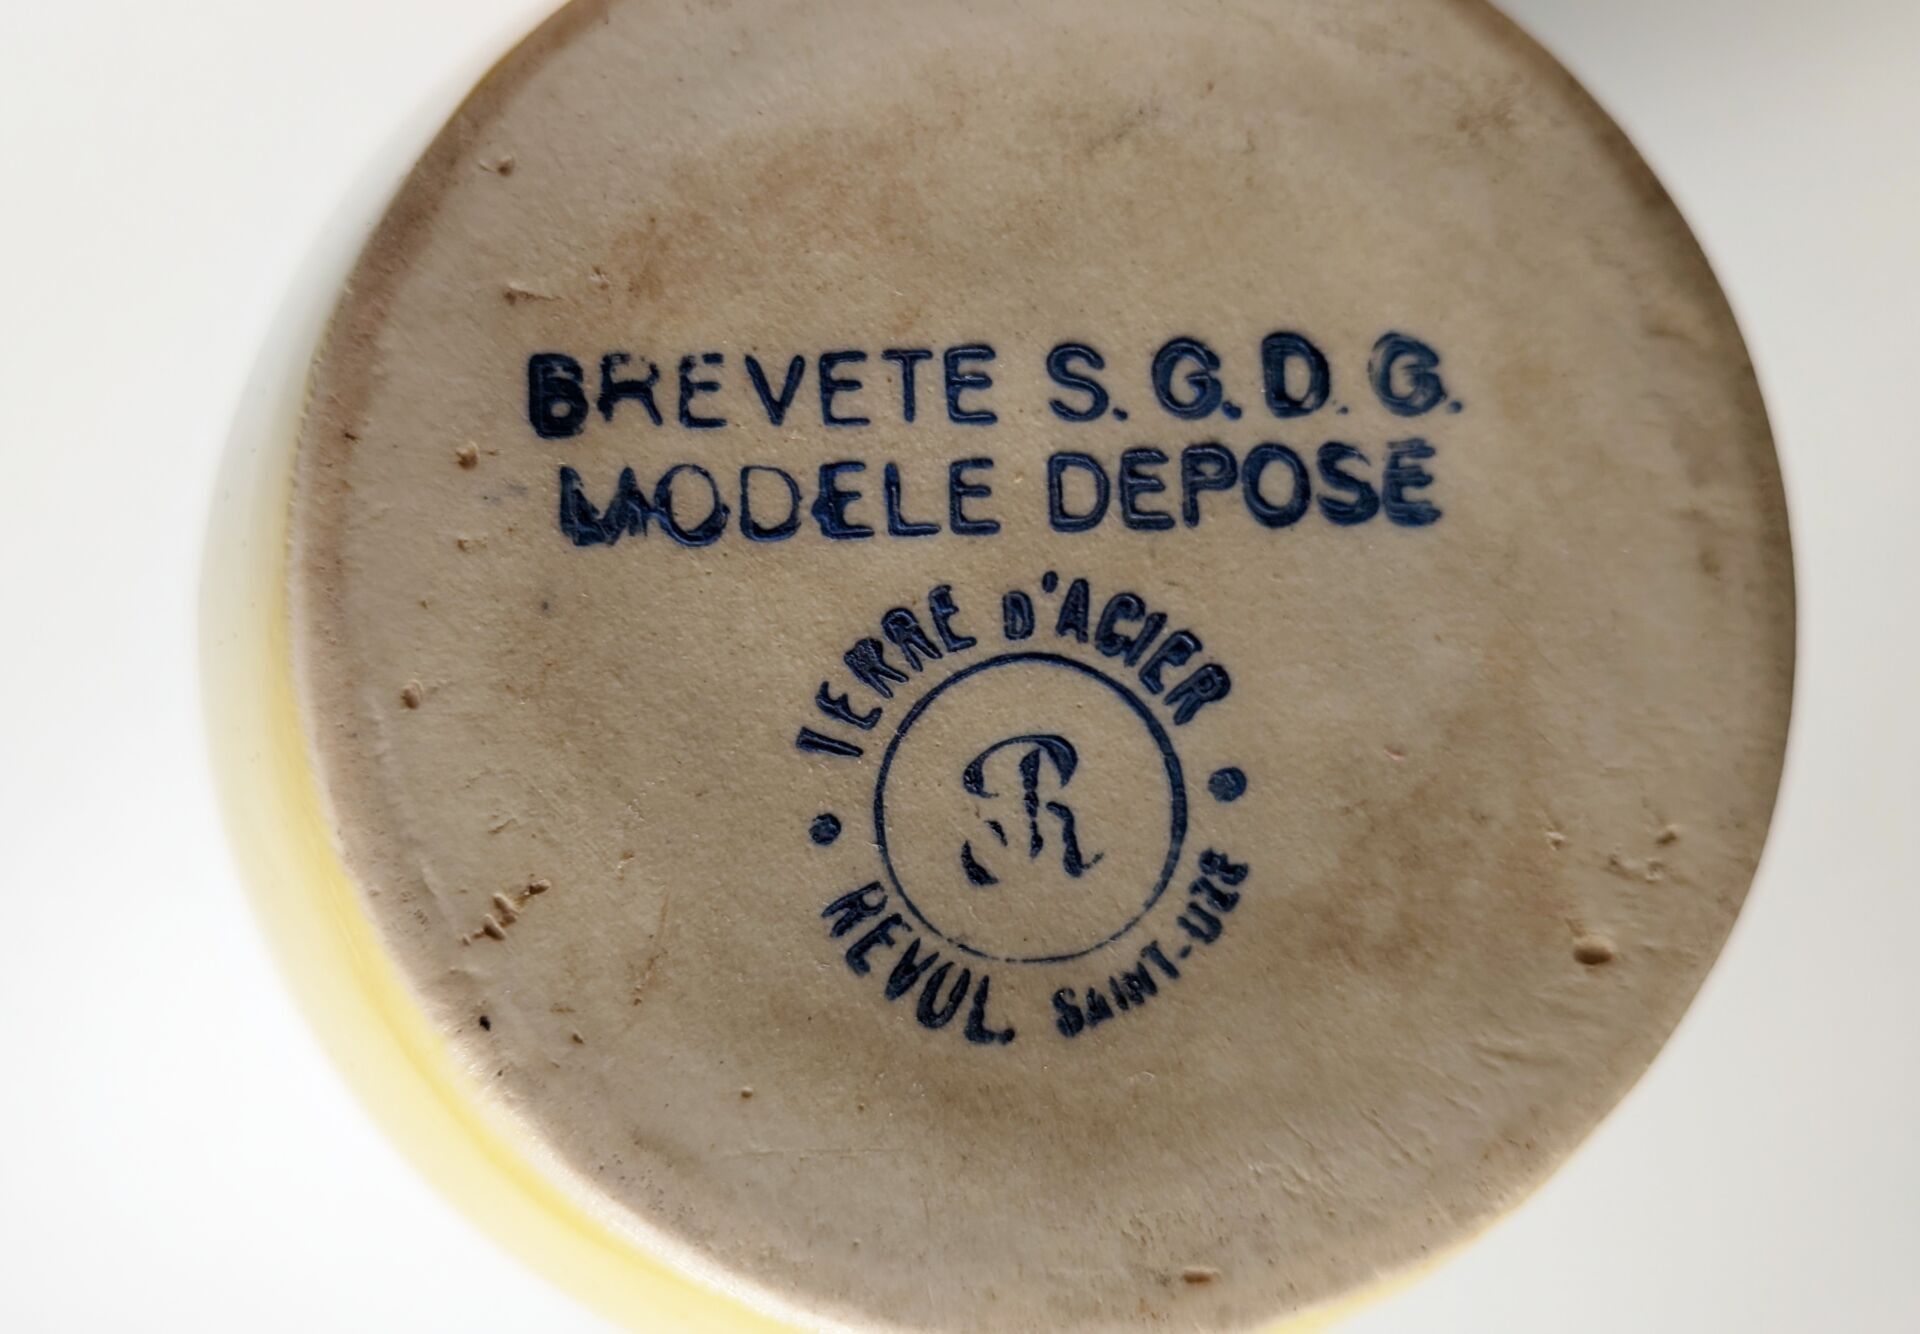 BREVETE S.G.D.G.
MODELE DEPOSE
TERRE D'ACIER
R
REVOL. SAINT-UZE